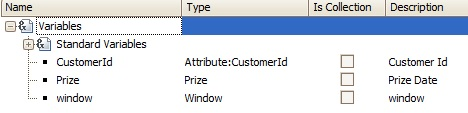 Name Type Is Collection Description
Variables
Standard Variables
CustomerId Attribute:CustomerId Customer Id
Prize Prize Prize Date
window Window window